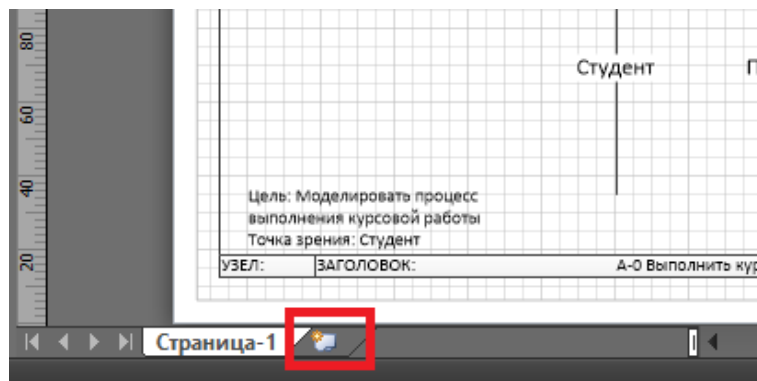 80
60
40
20
Студент
П
Цель: Моделировать процесс
выполнения курсовой работы
Точка зрения: Студент
УЗЕЛ: ЗАГОЛОВОК: А-0 Выполнить кур
Страница-1